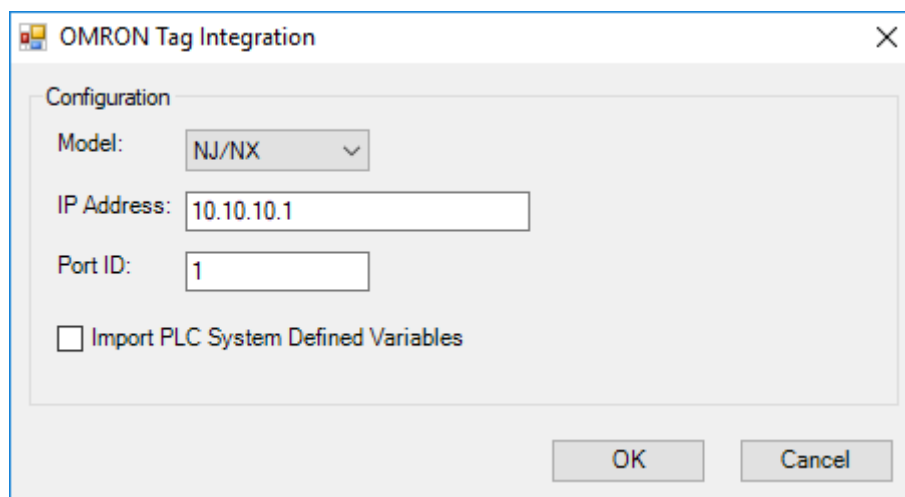 OMRON Tag Integration
Configuration
Model: NJ/NX
IP Address: 10.10.10.1
Port ID: 1
Import PLC System Defined Variables
OK Cancel